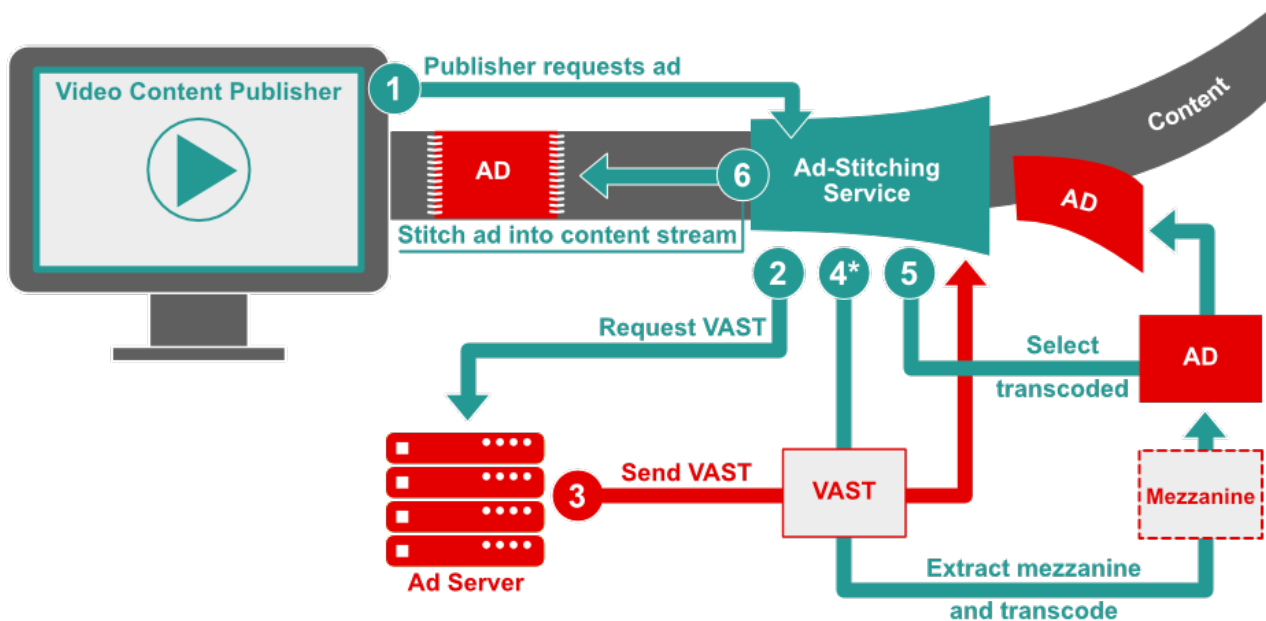 Video Content Publisher
1
Publisher requests ad
Content
AD
6
Ad-Stitching
Service
AD
Stitch ad into content stream
2
4*
5
Request VAST
Select
transcoded
AD
Ad Server
3
Send VAST
VAST
Mezzanine
Extract mezzanine
and transcode